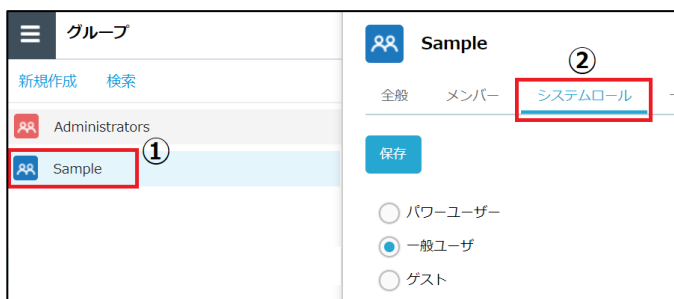 グループ
新規作成 検索
Administrators
①
Sample
Sample
②
全般 メンバー システムロール
保存
パワーユーザー
一般ユーザ
ゲスト